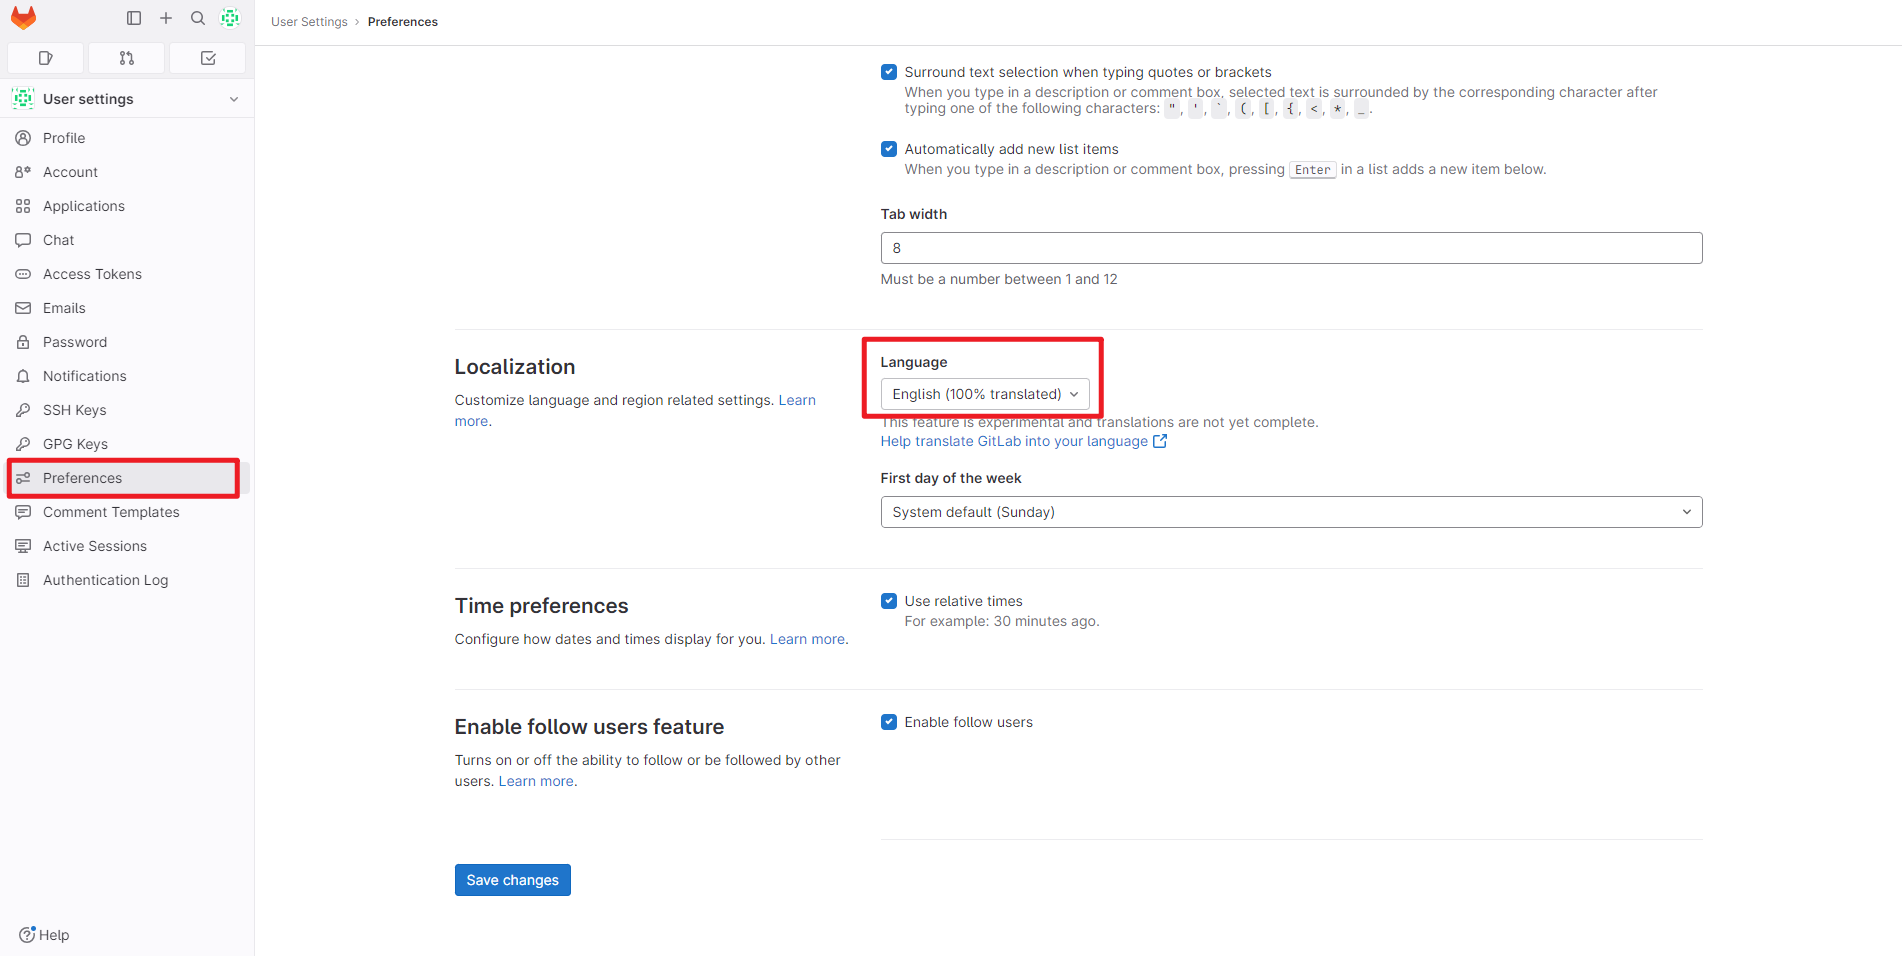 User Settings › Preferences
User settings
Profile
Account
Applications
Chat
Access Tokens
Emails
Password
Notifications
SSH Keys
GPG Keys
Preferences
Comment Templates
Active Sessions
Authentication Log
Help
Surround text selection when typing quotes or brackets
When you type in a description or comment box, selected text is surrounded by the corresponding character after
typing one of the following characters: ", ', `, (, [, {, <, *, _.
Automatically add new list items
When you type in a description or comment box, pressing Enter in a list adds a new item below.
Tab width
8
Must be a number between 1 and 12
Localization
Customize language and region related settings. Learn
more.
Language
English (100% translated)
This feature is experimental and translations are not yet complete.
Help translate GitLab into your language
First day of the week
System default (Sunday)
Time preferences
Configure how dates and times display for you. Learn more.
Use relative times
For example: 30 minutes ago.
Enable follow users feature
Turns on or off the ability to follow or be followed by other
users. Learn more.
Enable follow users
Save changes